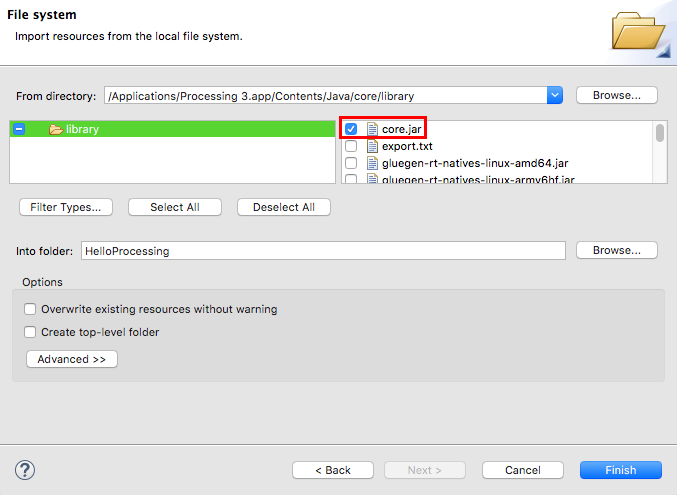 File system
Import resources from the local file system.
From directory: /Applications/Processing 3.app/Contents/Java/core/library Browse...
library
core.jar
export.txt
gluegen-rt-natives-linux-amd64.jar
gluegen-rt-natives-linux-armv6hf.jar
Filter Types... Select All Deselect All
Into folder: HelloProcessing Browse...
Options
Overwrite existing resources without warning
Create top-level folder
Advanced >>
? < Back Next > Cancel Finish